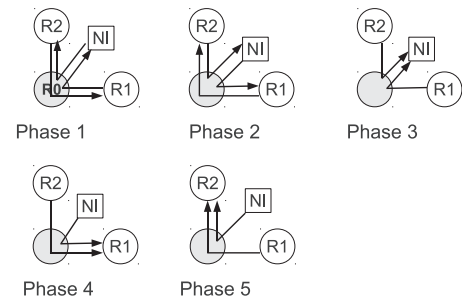 R2
NI
R0
R1
Phase 1
R2
NI
R1
Phase 2
R2
NI
R1
Phase 3
R2
NI
R1
Phase 4
R2
NI
R1
Phase 5